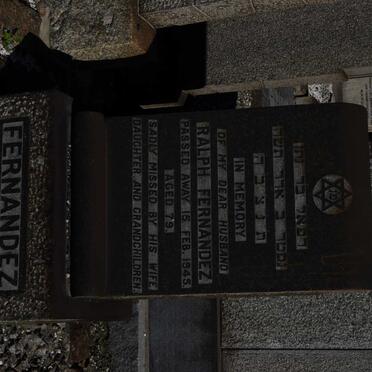 ת נ צ ב ה
IN MEMORY
OF MY DEAR HUSBAND
RALPH FERNANDEZ
PASSED AWAY 15. FEB. 1945.
AGED 79.
SADLY MISSED BY HIS WIFE
DAUGHTER AND GRANDCHILDREN.
FERNANDEZ